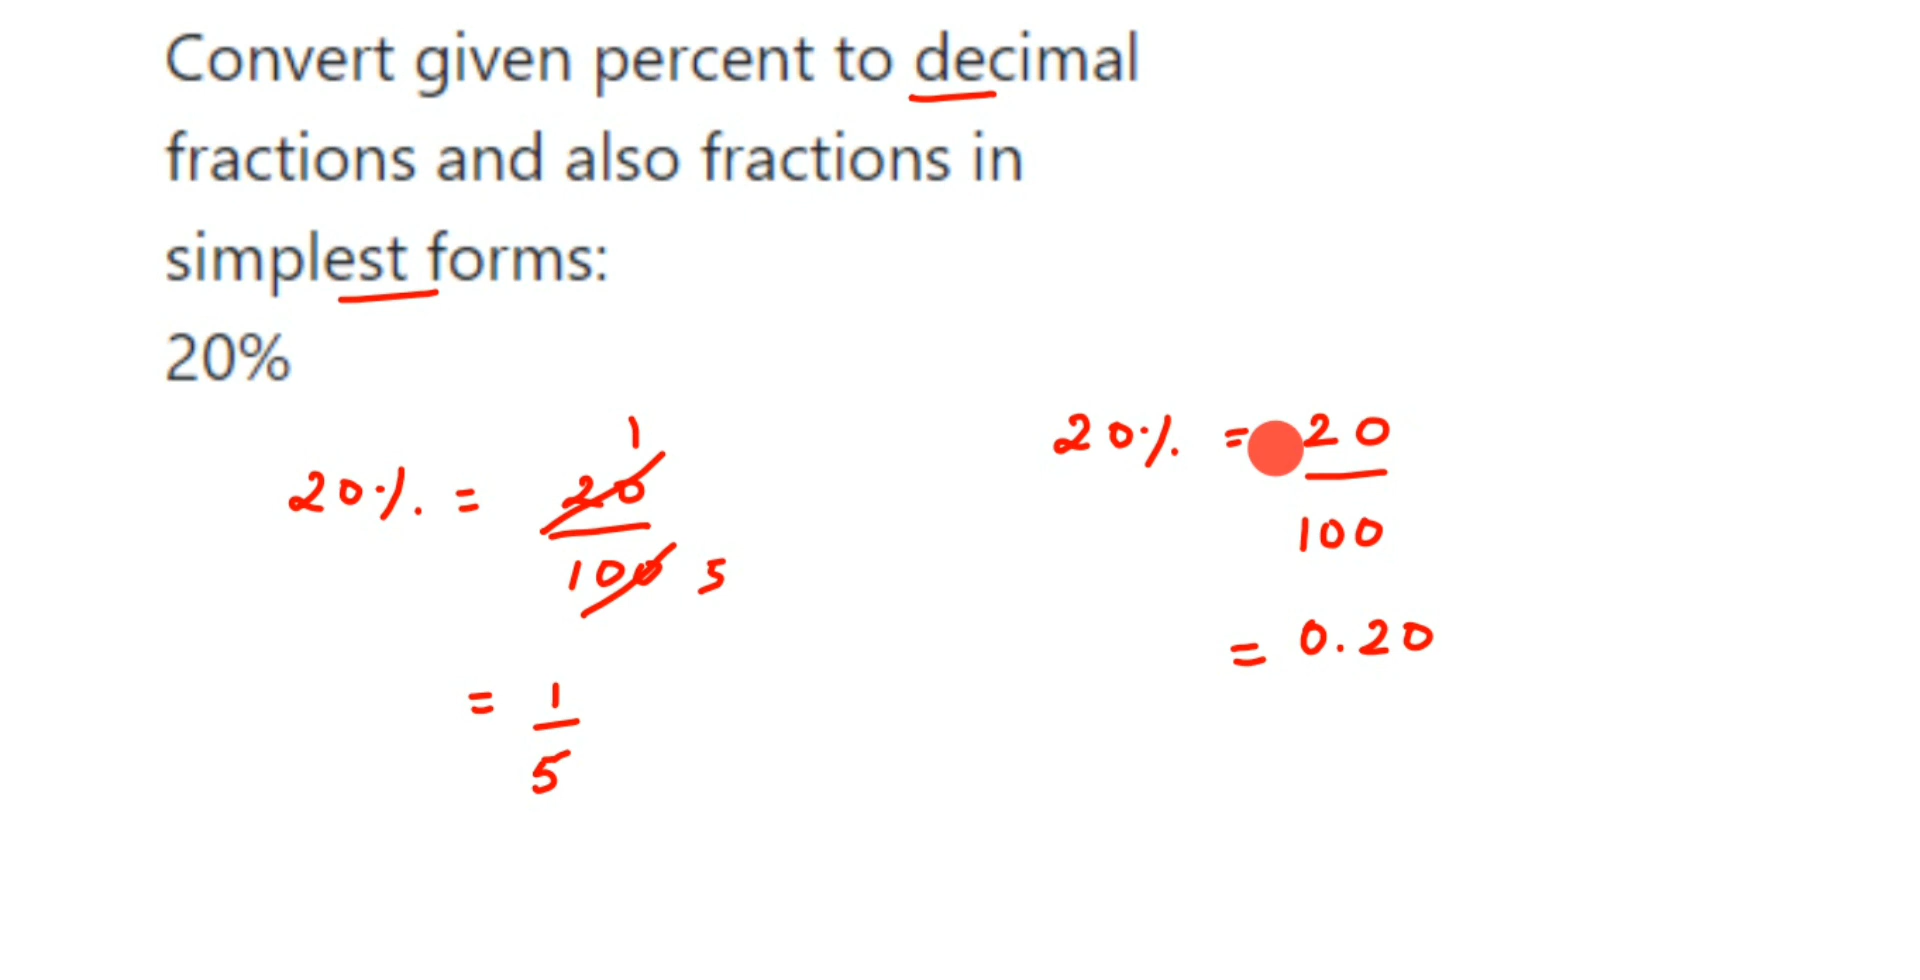 Convert given percent to decimal
fractions and also fractions in
simplest forms:
20%
1
20% = 20
100 5
= 1
5
20% = 20
100
= 0.20